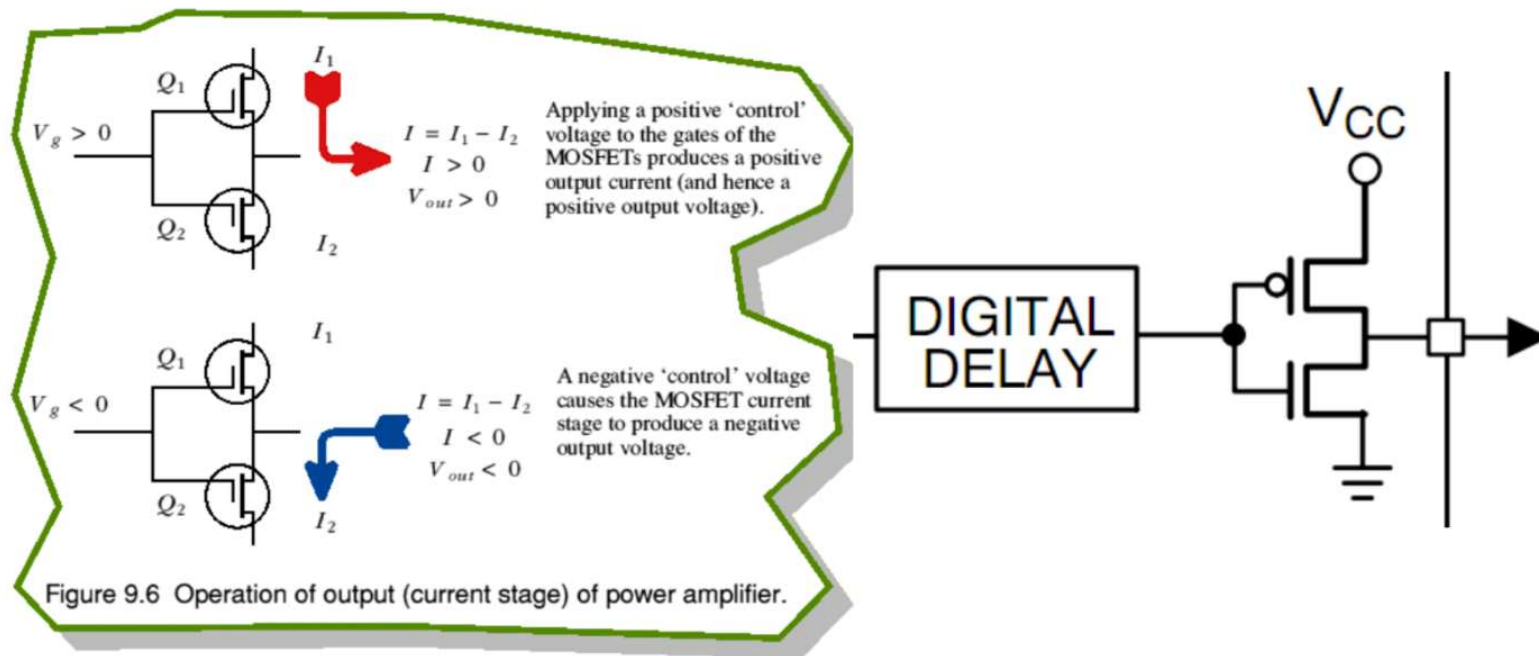 I1
Q1
Vg > 0
Q2
I2
I = I1 − I2
I > 0
Vout > 0
Applying a positive ‘control’
voltage to the gates of the
MOSFETs produces a positive
output current (and hence a
positive output voltage).
I1
Q1
Vg < 0
Q2
I2
I = I1 − I2
I < 0
Vout < 0
A negative ‘control’ voltage
causes the MOSFET current
stage to produce a negative
output voltage.
Figure 9.6 Operation of output (current stage) of power amplifier.
DIGITAL
DELAY
VCC